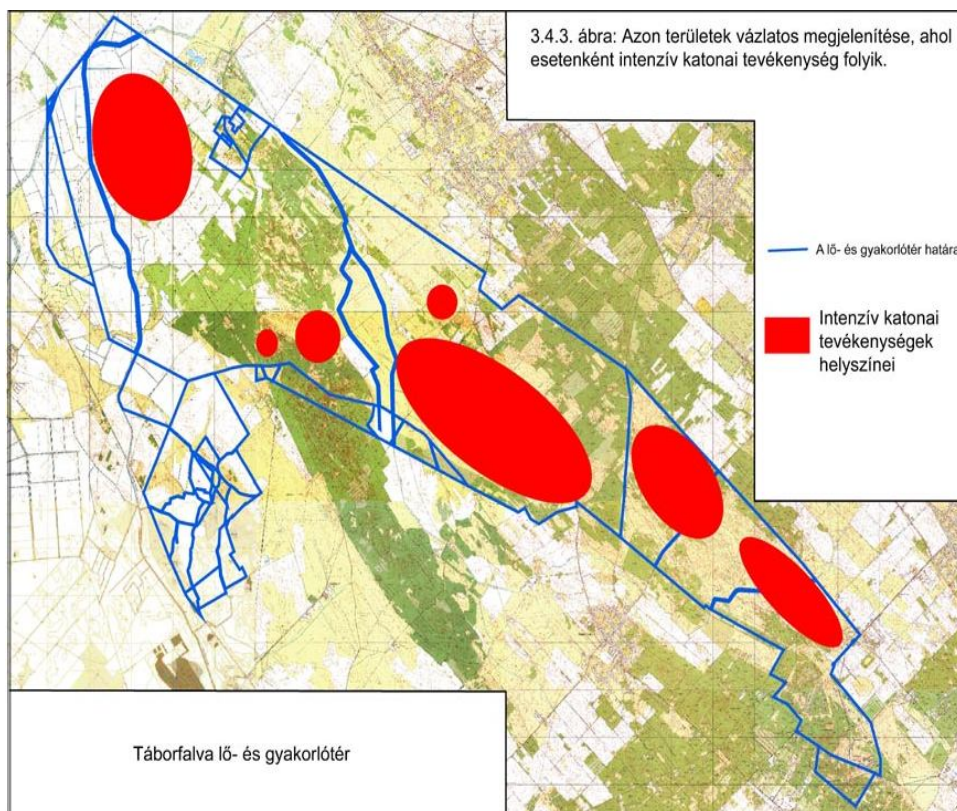 3.4.3. ábra: Azon területek vázlatos megjelenítése, ahol
esetenként intenzív katonai tevékenység folyik.
A lő- és gyakorlótér határa
Intenzív katonai
tevékenységek
helyszínei
Táborfalva lő- és gyakorlótér